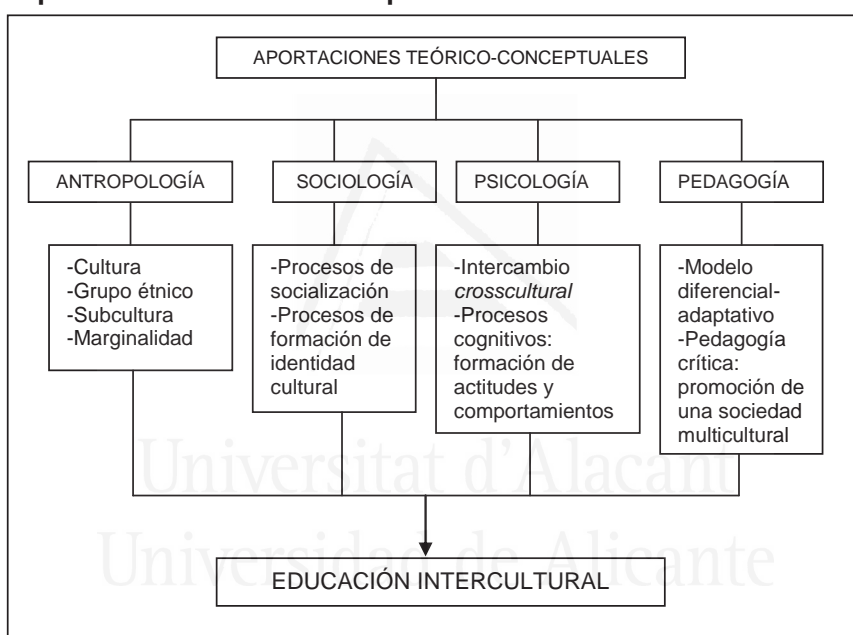 APORTACIONES TEÓRICO-CONCEPTUALES
ANTROPOLOGÍA
SOCIOLOGÍA
PSICOLOGÍA
PEDAGOGÍA
-Cultura
-Grupo étnico
-Subcultura
-Marginalidad
-Procesos de
socialización
-Procesos de
formación de
identidad
cultural
-Intercambio
crosscultural
-Procesos
cognitivos:
formación de
actitudes y
comportamientos
-Modelo
diferencial-
adaptativo
-Pedagogía
crítica:
promoción de
una sociedad
multicultural
Universitat d'Alacant
Universidad de Alicante
EDUCACIÓN INTERCULTURAL